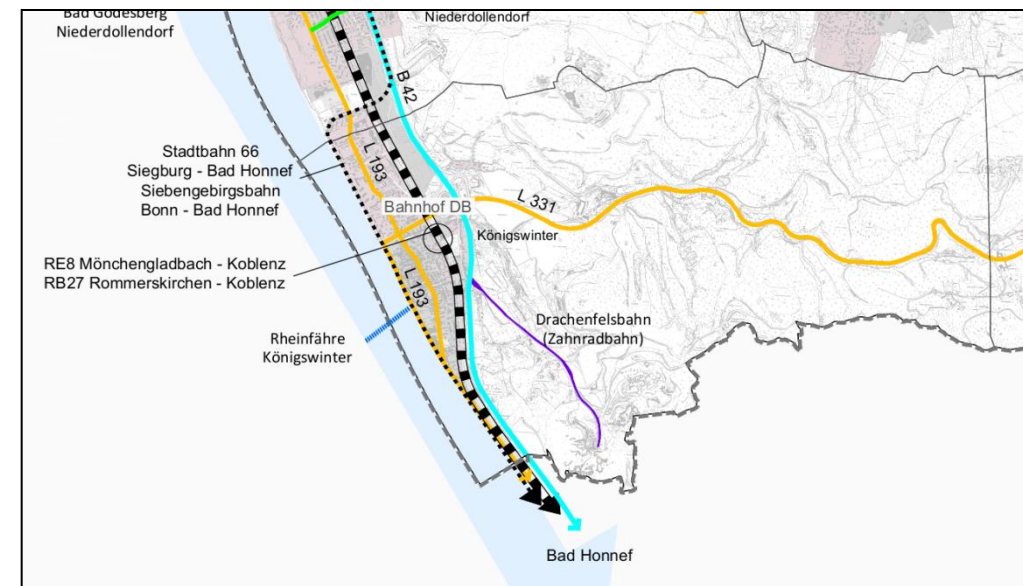 Bad Godesberg
Niederdollendorf
Niederdollendorf
B 42
Stadtbahn 66
Siegburg - Bad Honnef
Siebengebirgsbahn
Bonn - Bad Honnef
L 193
L 331
Bahnhof DB
Königswinter
RE8 Mönchengladbach - Koblenz
RB27 Rommerskirchen - Koblenz
L 193
Rheinfähre
Königswinter
Drachenfelsbahn
(Zahnradbahn)
Bad Honnef